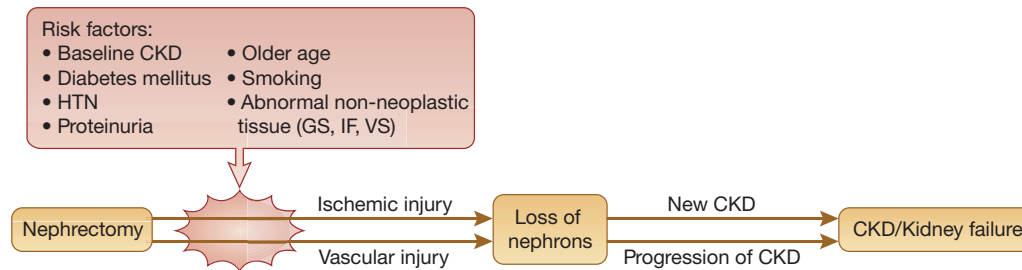 Risk factors:
• Baseline CKD
• Diabetes mellitus
• HTN
• Proteinuria
• Older age
• Smoking
• Abnormal non-neoplastic
tissue (GS, IF, VS)
Nephrectomy
Ischemic injury
Vascular injury
Loss of
nephrons
New CKD
Progression of CKD
CKD/Kidney failure